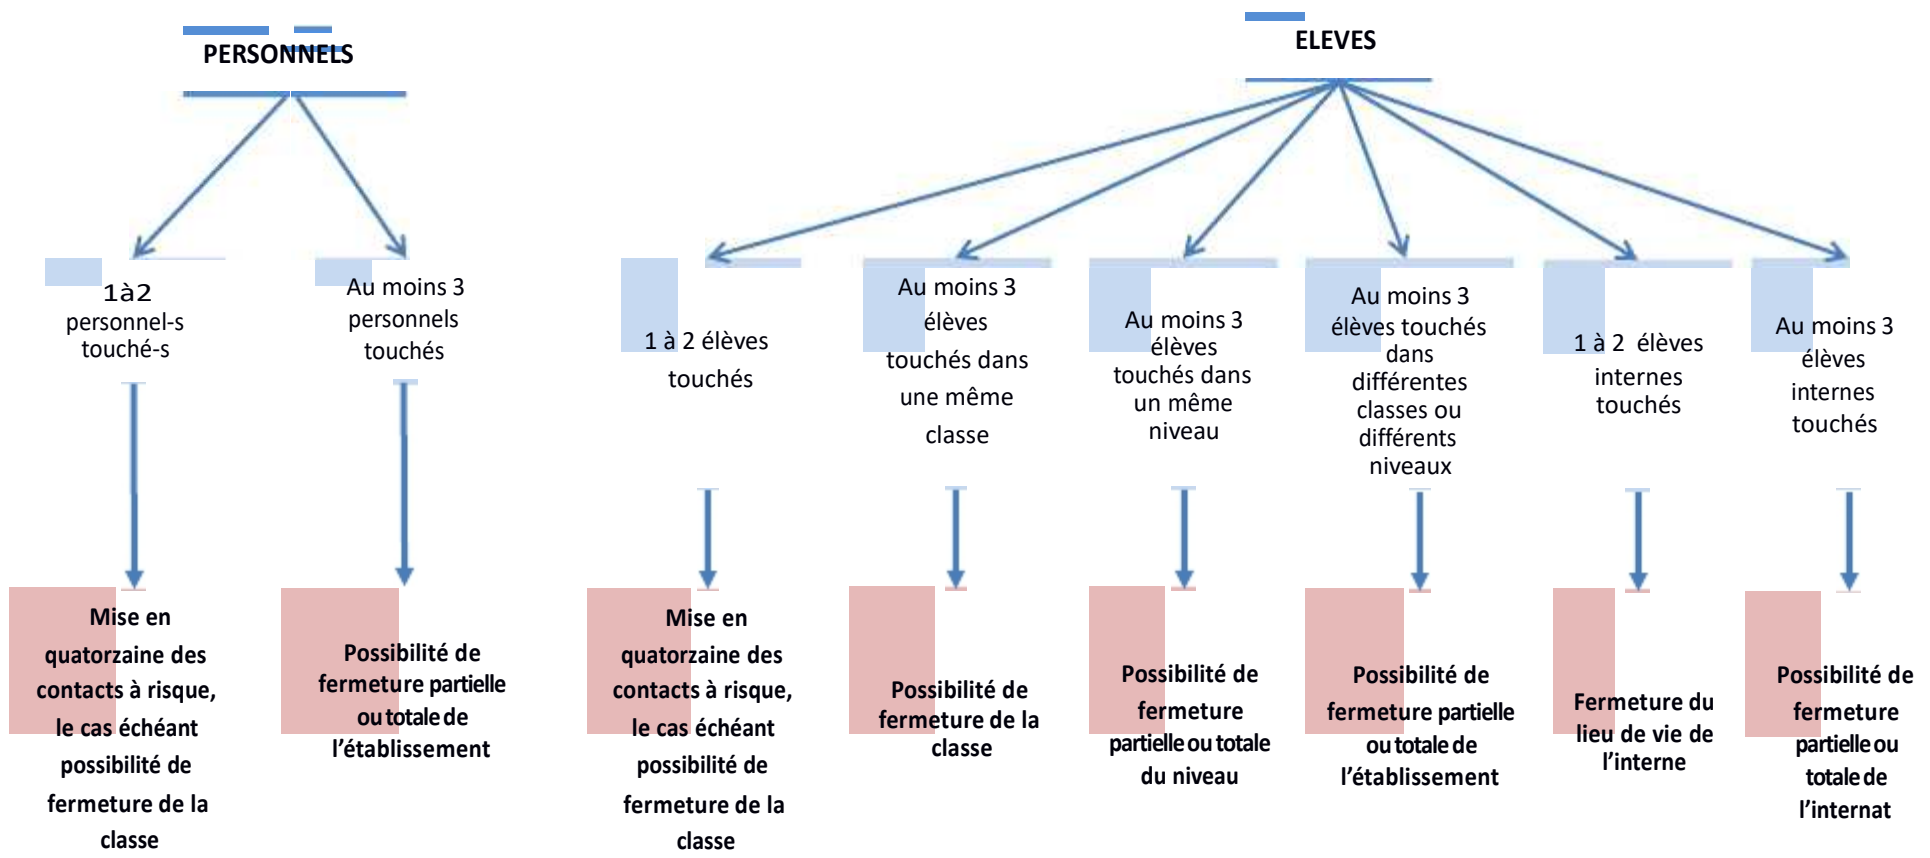 PERSONNELS
ELEVES
1à2
personnel-s
touché-s
Au moins 3
personnels
touchés
1 à 2 élèves
touchés
Au moins 3
élèves
touchés dans
une même
classe
Au moins 3
élèves
touchés dans
un même
niveau
Au moins 3
élèves touchés
dans
différentes
classes ou
différents
niveaux
1 à 2 élèves
internes
touchés
Au moins 3
élèves
internes
touchés
Mise en
quatorzaine des
contacts à risque,
le cas échéant
possibilité de
fermeture de la
classe
Possibilité de
fermeture partielle
ou totale de
l’établissement
Mise en
quatorzaine des
contacts à risque,
le cas échéant
possibilité de
fermeture de la
classe
Possibilité de
fermeture de la
classe
Possibilité de
fermeture
partielle ou totale
du niveau
Possibilité de
fermeture partielle
ou totale de
l’établissement
Fermeture du
lieu de vie de
l’interne
Possibilité de
fermeture
partielle ou
totale de
l’internat